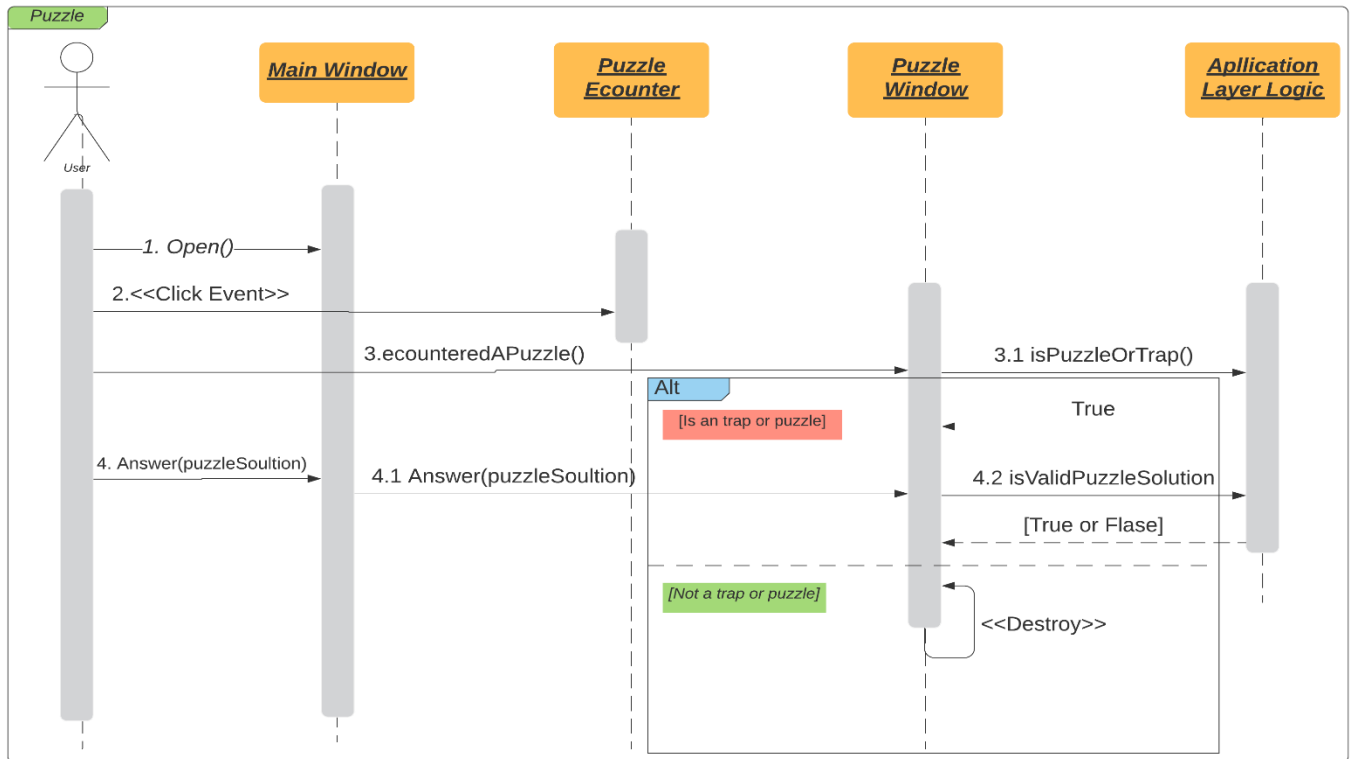 Puzzle
User
Main Window
Puzzle
Ecounter
Puzzle
Window
Apllication
Layer Logic
1. Open()
2.<<Click Event>>
3.ecounteredAPuzzle()
3.1 isPuzzleOrTrap()
Alt
[Is an trap or puzzle]
True
4. Answer(puzzleSoultion)
4.1 Answer(puzzleSoultion)
4.2 isValidPuzzleSolution
[True or Flase]
[Not a trap or puzzle]
<<Destroy>>